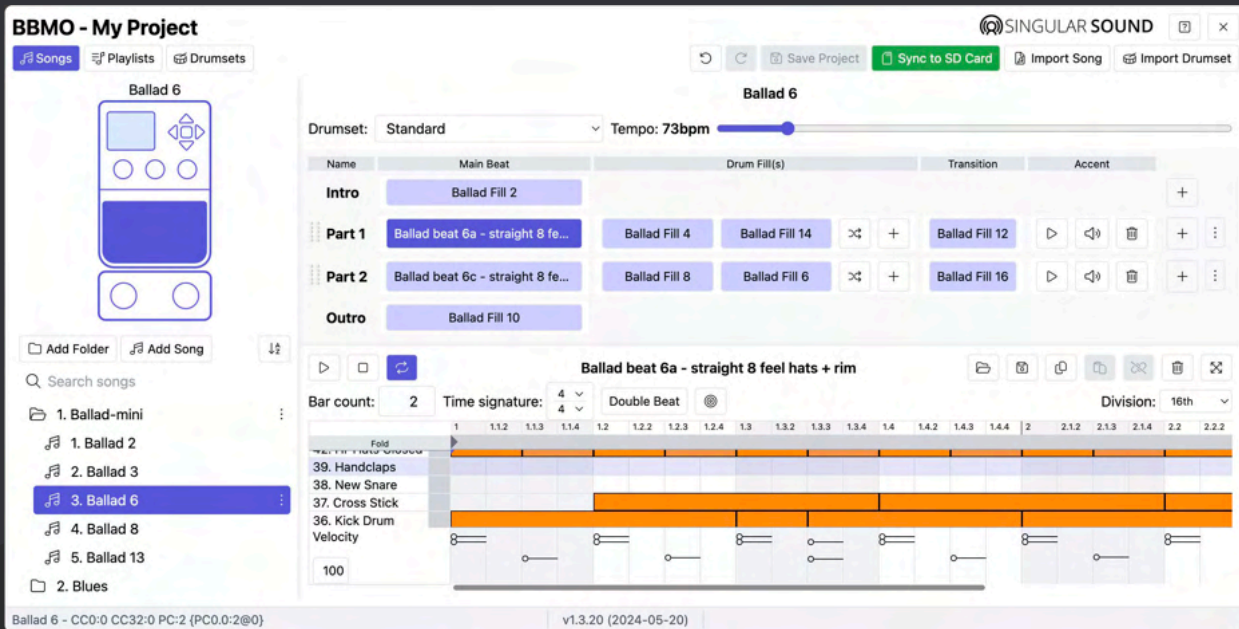 BBMO - My Project
SINGULAR SOUND
Songs Playlists Drumsets
Save Project Sync to SD Card Import Song Import Drumset
Ballad 6
Ballad 6
Drumset: Standard Tempo: 73bpm
Name Main Beat Drum Fill(s) Transition Accent
Intro Ballad Fill 2
Part 1 Ballad beat 6a - straight 8 fe... Ballad Fill 4 Ballad Fill 14 Ballad Fill 12
Part 2 Ballad beat 6c - straight 8 fe... Ballad Fill 8 Ballad Fill 6 Ballad Fill 16
Outro Ballad Fill 10
Add Folder Add Song
Search songs
1. Ballad-mini
1. Ballad 2
2. Ballad 3
3. Ballad 6
4. Ballad 8
5. Ballad 13
2. Blues
Ballad beat 6a - straight 8 feel hats + rim
Bar count: 2 Time signature: 4 4 Double Beat Division: 16th
1 1.1.2 1.1.3 1.1.4 1.2 1.2.2 1.2.3 1.2.4 1.3 1.3.2 1.3.3 1.3.4 1.4 1.4.2 1.4.3 1.4.4 2 2.1.2 2.1.3 2.1.4 2.2 2.2.2
Fold
39. Handclaps
38. New Snare
37. Cross Stick
36. Kick Drum
Velocity
100
Ballad 6 - CC0:0 CC32:0 PC:2 {PC0.0:2@0} v1.3.20 (2024-05-20)